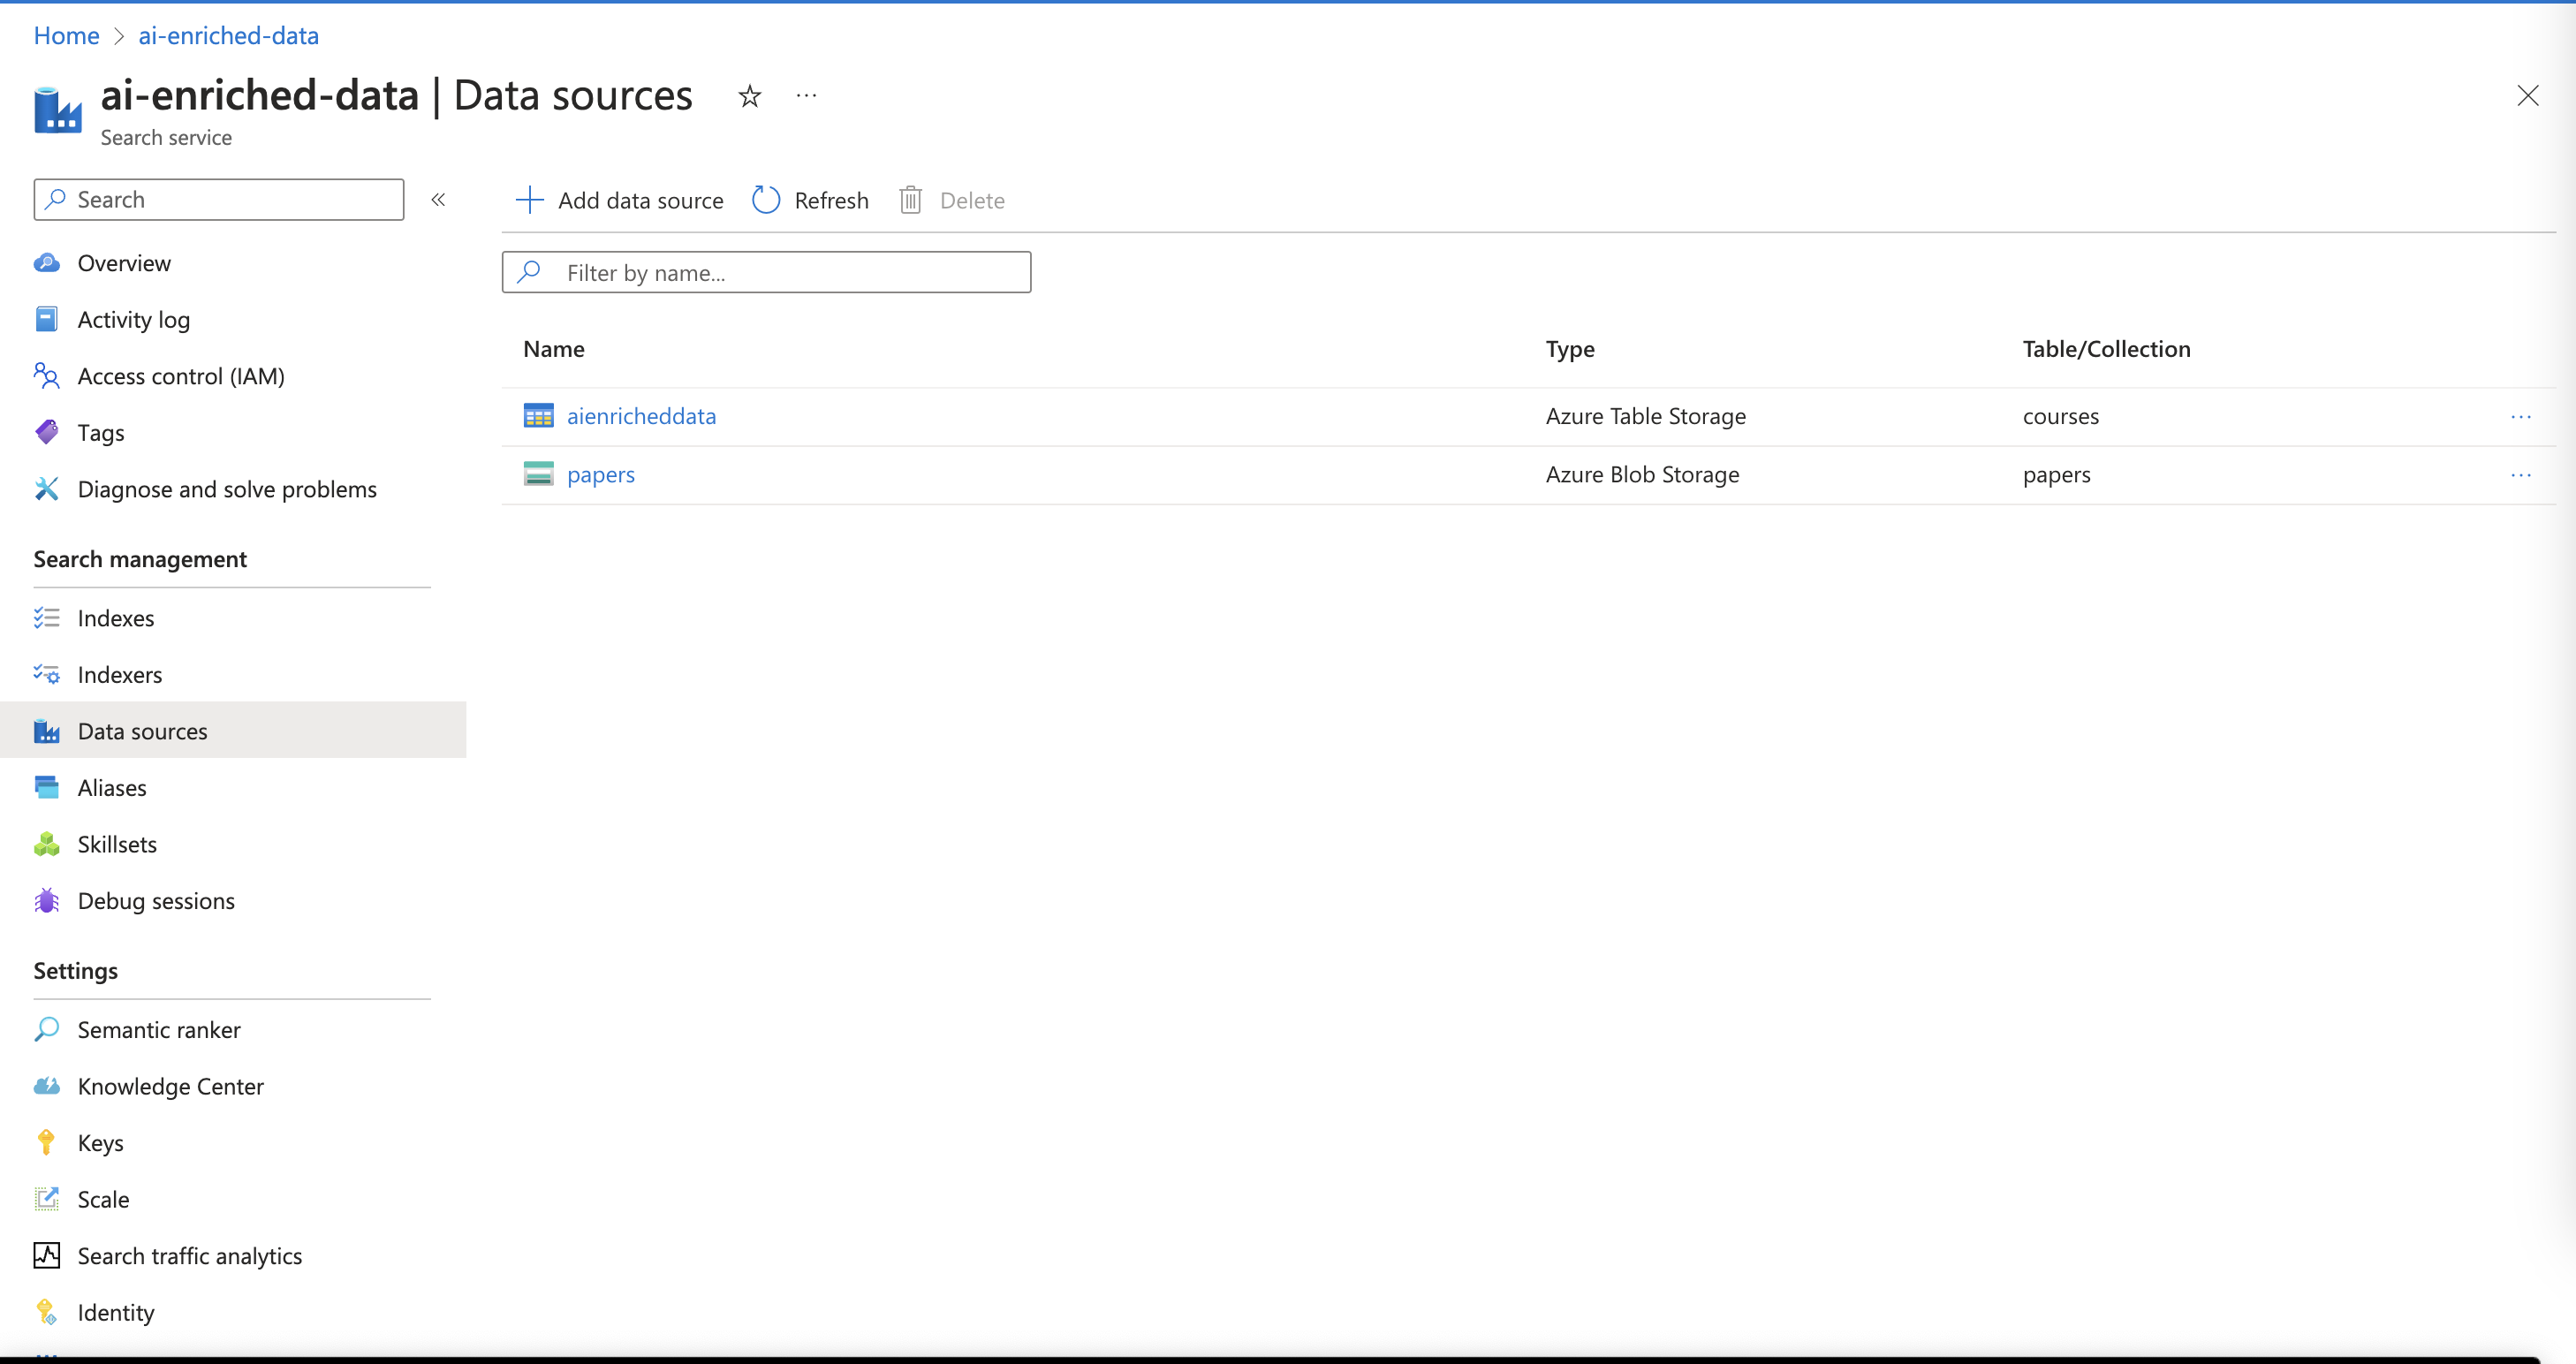 Home > ai-enriched-data
ai-enriched-data | Data sources
Search service
Search
Overview
Activity log
Access control (IAM)
Tags
Diagnose and solve problems
Search management
Indexes
Indexers
Data sources
Aliases
Skillsets
Debug sessions
Settings
Semantic ranker
Knowledge Center
Keys
Scale
Search traffic analytics
Identity
Add data source Refresh Delete
Filter by name...
Name Type Table/Collection
aienricheddata Azure Table Storage courses
papers Azure Blob Storage papers